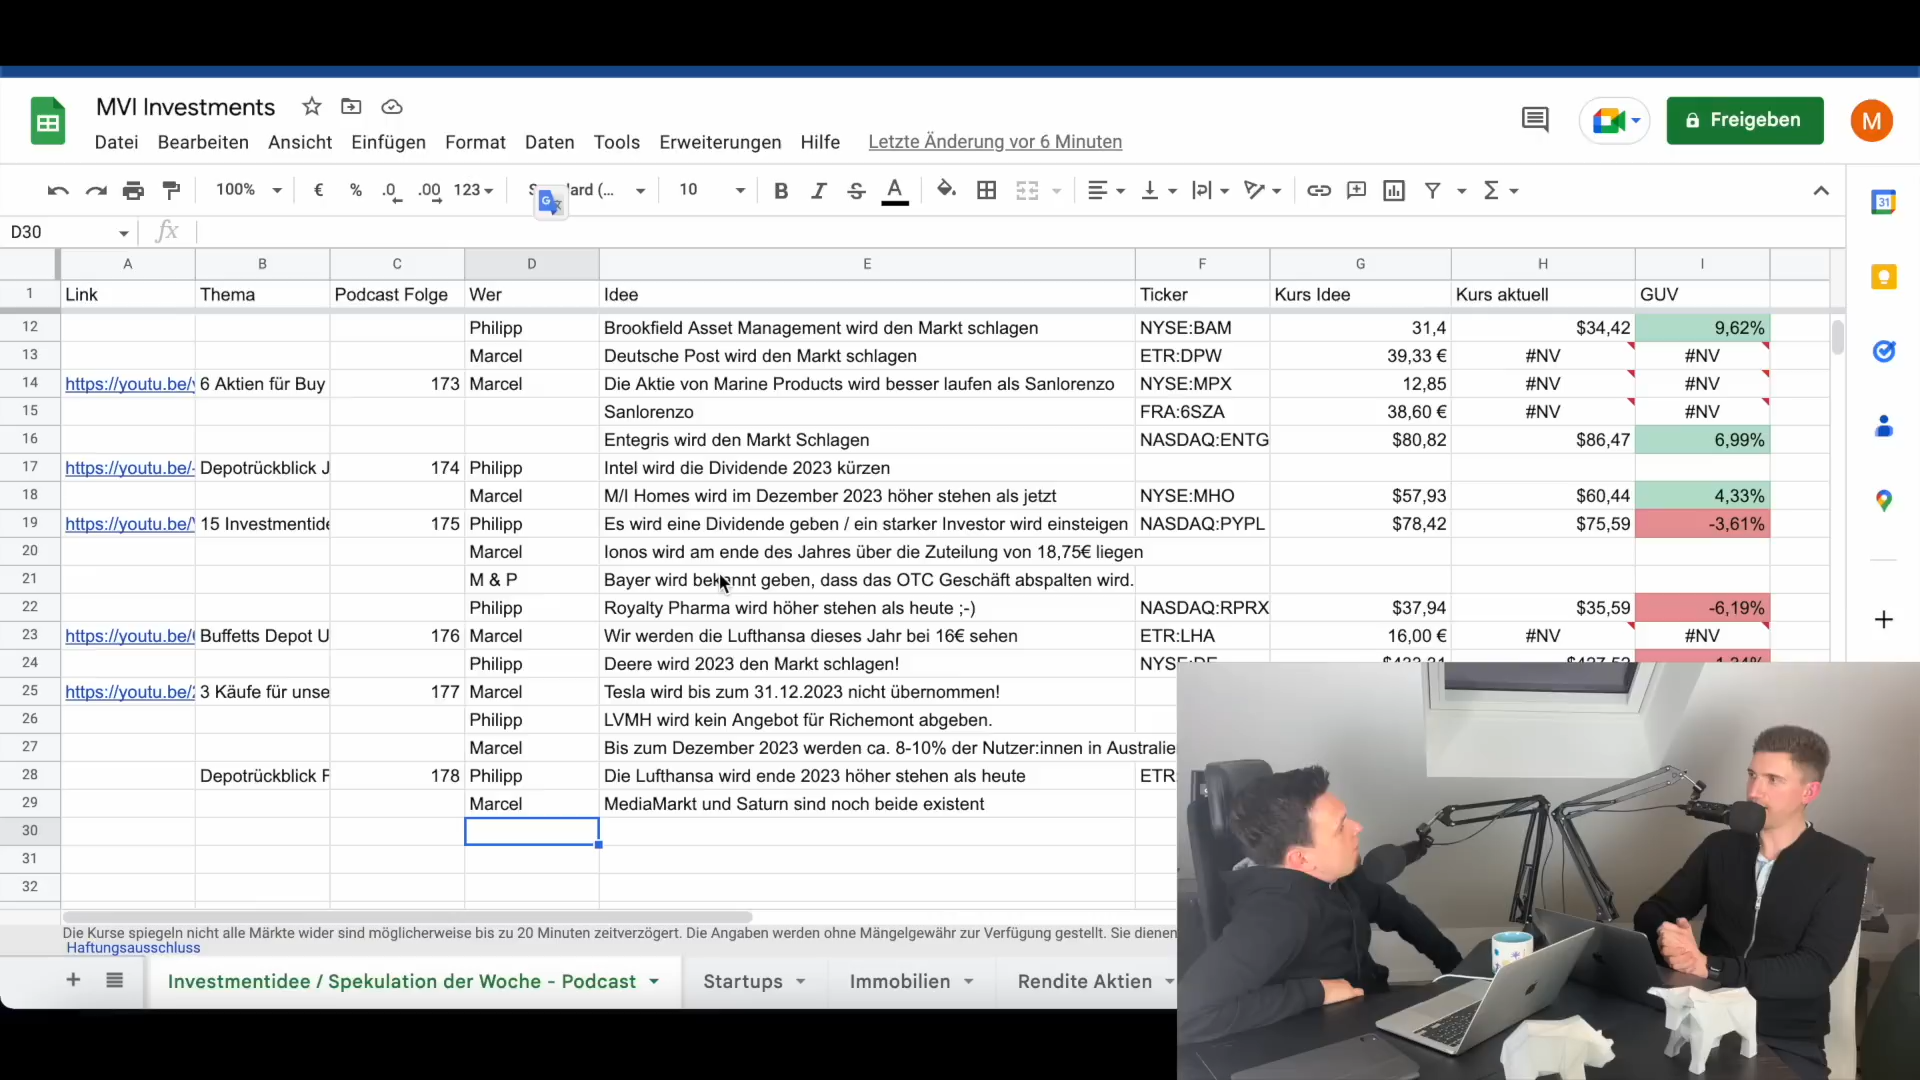 MVI Investments
Datei Bearbeiten Ansicht Einfügen Format Daten Tools Erweiterungen Hilfe Letzte Änderung vor 6 Minuten
Freigeben
M
100% € % .0 .00 123 10 B I S A
D30 fx
A B C D E F G H I
1 Link Thema Podcast Folge Wer Idee Ticker Kurs Idee Kurs aktuell GUV
12 Philipp Brookfield Asset Management wird den Markt schlagen NYSE:BAM 31,4 $34,42 9,62%
13 Marcel Deutsche Post wird den Markt schlagen ETR:DPW 39,33 € #NV #NV
14 https://youtu.be/ 6 Aktien für Buy 173 Marcel Die Aktie von Marine Products wird besser laufen als Sanlorenzo NYSE:MPX 12,85 #NV #NV
15 Sanlorenzo FRA:6SZA 38,60 € #NV #NV
16 Entegris wird den Markt Schlagen NASDAQ:ENTG $80,82 $86,47 6,99%
17 https://youtu.be/- Depotrückblick J 174 Philipp Intel wird die Dividende 2023 kürzen
18 Marcel M/I Homes wird im Dezember 2023 höher stehen als jetzt NYSE:MHO $57,93 $60,44 4,33%
19 https://youtu.be/ 15 Investmentide 175 Philipp Es wird eine Dividende geben / ein starker Investor wird einsteigen NASDAQ:PYPL $78,42 $75,59 -3,61%
20 Marcel Ionos wird am ende des Jahres über die Zuteilung von 18,75€ liegen
21 M & P Bayer wird bekennt geben, dass das OTC Geschäft abspalten wird.
22 Philipp Royalty Pharma wird höher stehen als heute ;-) NASDAQ:RPRX $37,94 $35,59 -6,19%
23 https://youtu.be/ Buffetts Depot U 176 Marcel Wir werden die Lufthansa dieses Jahr bei 16€ sehen ETR:LHA 16,00 € #NV #NV
24 Philipp Deere wird 2023 den Markt schlagen! NYSE:DE
25 https://youtu.be/ 3 Käufe für unse 177 Marcel Tesla wird bis zum 31.12.2023 nicht übernommen!
26 Philipp LVMH wird kein Angebot für Richemont abgeben.
27 Marcel Bis zum Dezember 2023 werden ca. 8-10% der Nutzer:innen in Australie
28 Depotrückblick F 178 Philipp Die Lufthansa wird ende 2023 höher stehen als heute ETR:
29 Marcel MediaMarkt und Saturn sind noch beide existent
30
31
32
Die Kurse spiegeln nicht alle Märkte wider sind möglicherweise bis zu 20 Minuten zeitverzögert. Die Angaben werden ohne Mängelgewähr zur Verfügung gestellt. Sie dienen
Haftungsausschluss
Investmentidee / Spekulation der Woche - Podcast Startups Immobilien Rendite Aktien